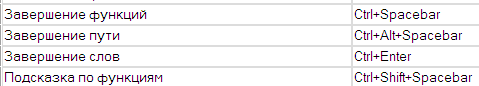 Завершение функций Ctrl+Spacebar
Завершение пути Ctrl+Alt+Spacebar
Завершение слов Ctrl+Enter
Подсказка по функциям Ctrl+Shift+Spacebar